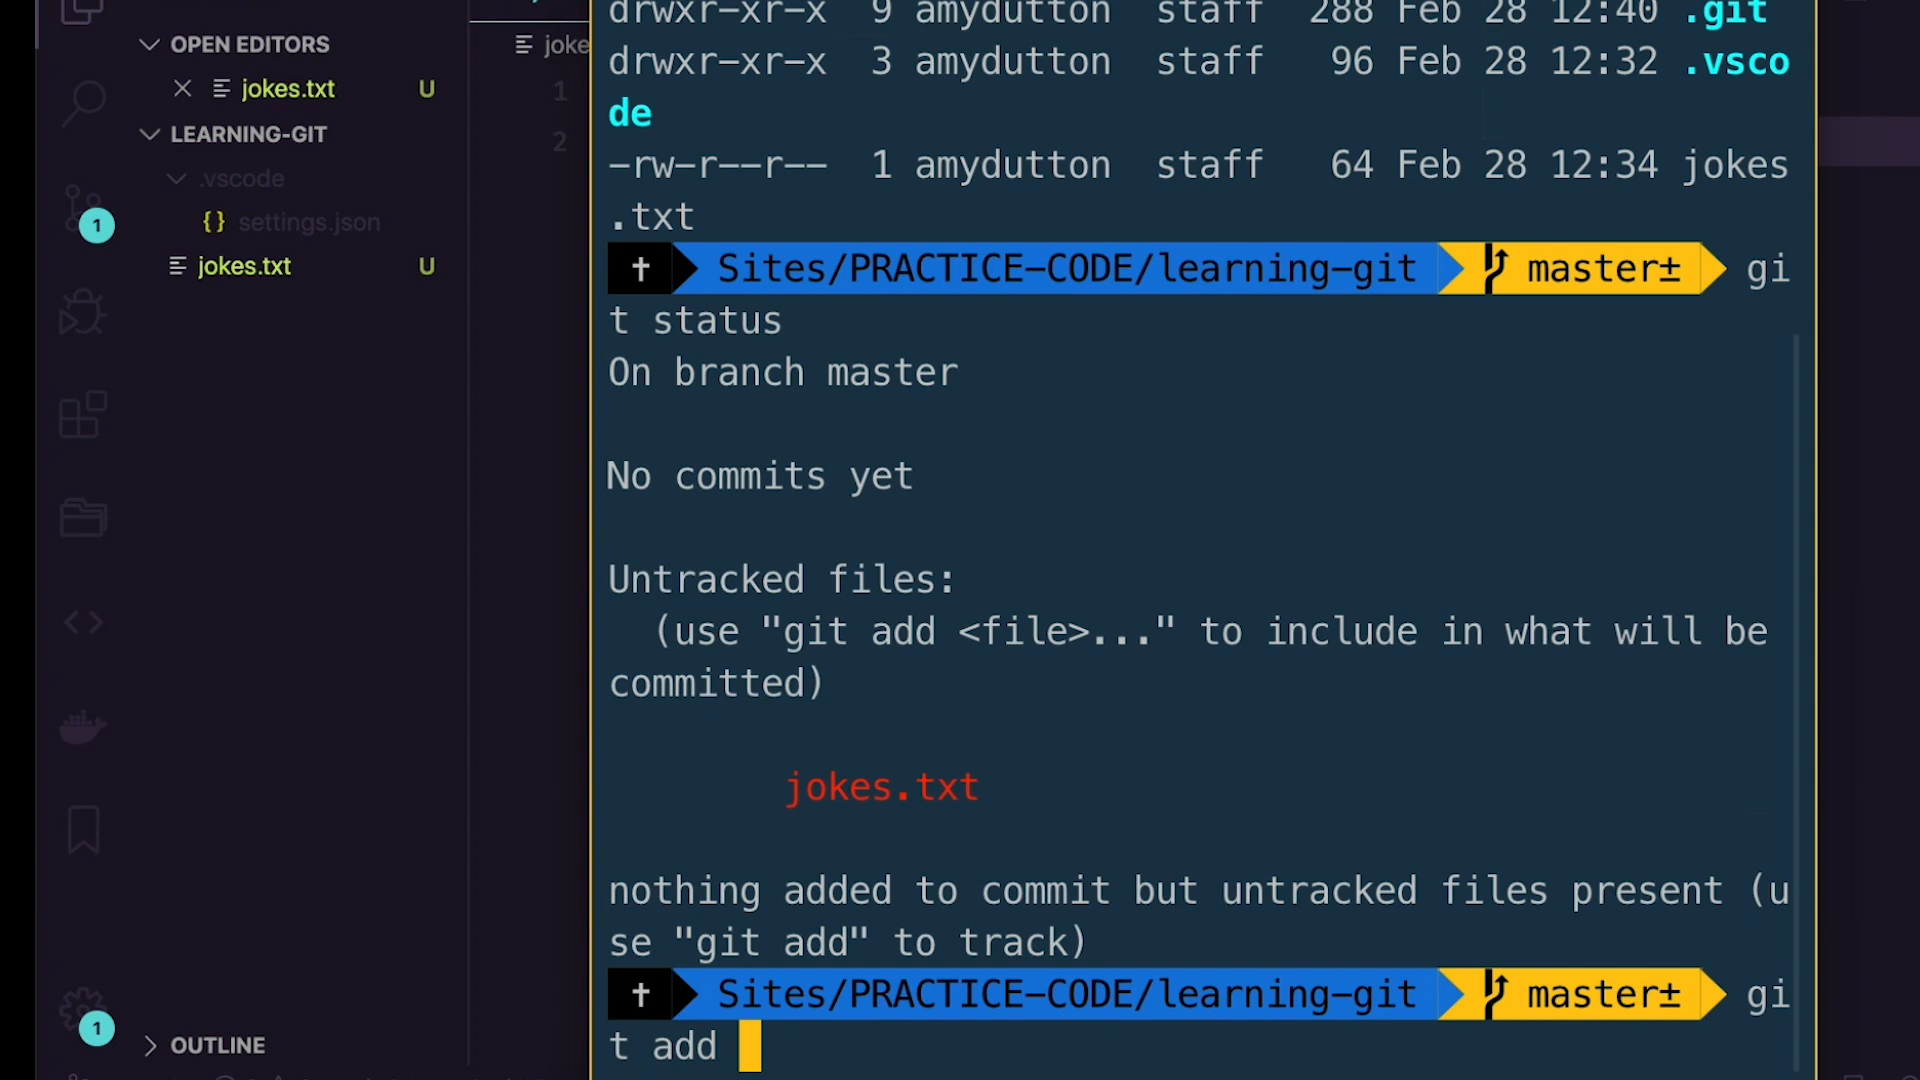 OPEN EDITORS
jokes.txt U
LEARNING-GIT
.vscode
{} settings.json
jokes.txt U
1
1
OUTLINE
joke
1
2
drwxr-xr-x 9 amydutton staff 288 Feb 28 12:40 .git
drwxr-xr-x 3 amydutton staff 96 Feb 28 12:32 .vsco
de
-rw-r--r-- 1 amydutton staff 64 Feb 28 12:34 jokes
.txt
Sites/PRACTICE-CODE/learning-git master± gi
t status
On branch master
No commits yet
Untracked files:
(use "git add <file>..." to include in what will be
committed)
jokes.txt
nothing added to commit but untracked files present (u
se "git add" to track)
Sites/PRACTICE-CODE/learning-git master± gi
t add